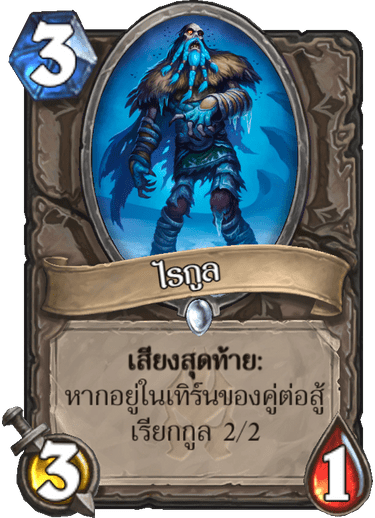 3
ไรกูล
เสียงสุดท้าย:
หากอยู่ในเทิร์นของคู่ต่อสู้
เรียกกูล 2/2
3
1